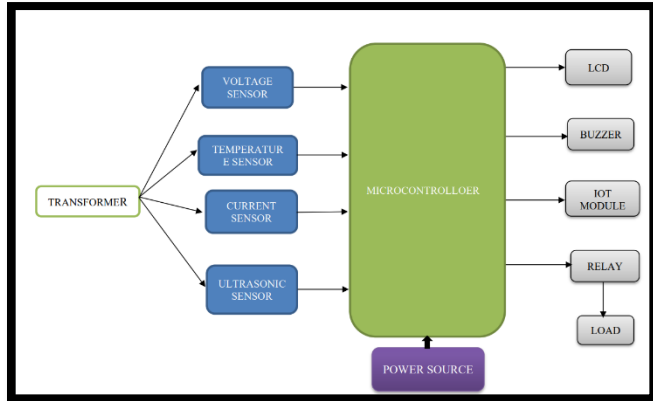 VOLTAGE
SENSOR
TEMPERATUR
E SENSOR
CURRENT
SENSOR
ULTRASONIC
SENSOR
TRANSFORMER
MICROCONTROLLOER
POWER SOURCE
LCD
BUZZER
IOT
MODULE
RELAY
LOAD